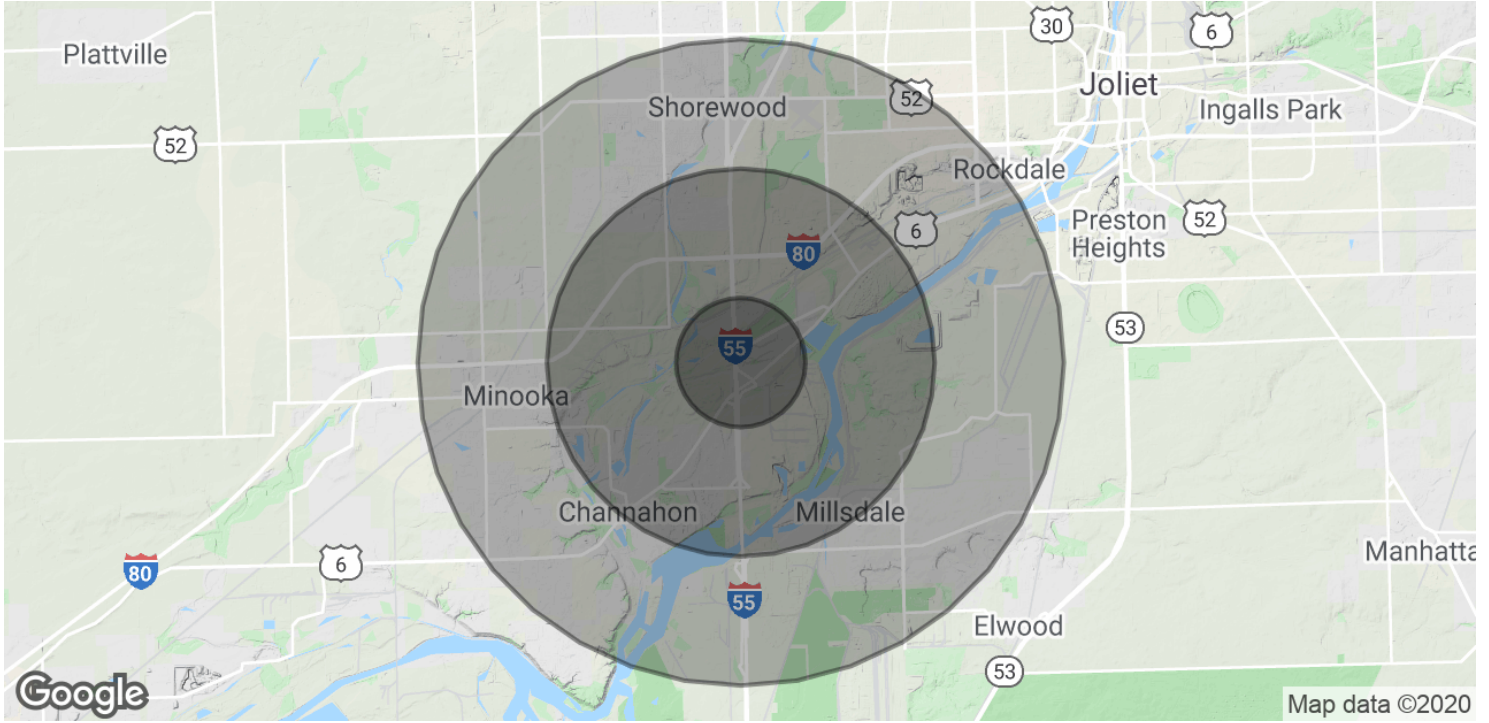 30
6
Plattville
Joliet
52
Shorewood
Ingalls Park
52
Rockdale
Preston
Heights
52
6
80
53
55
Minooka
Channahon
Millsdale
Manhatta
80
6
55
Elwood
53
Google
Map data ©2020